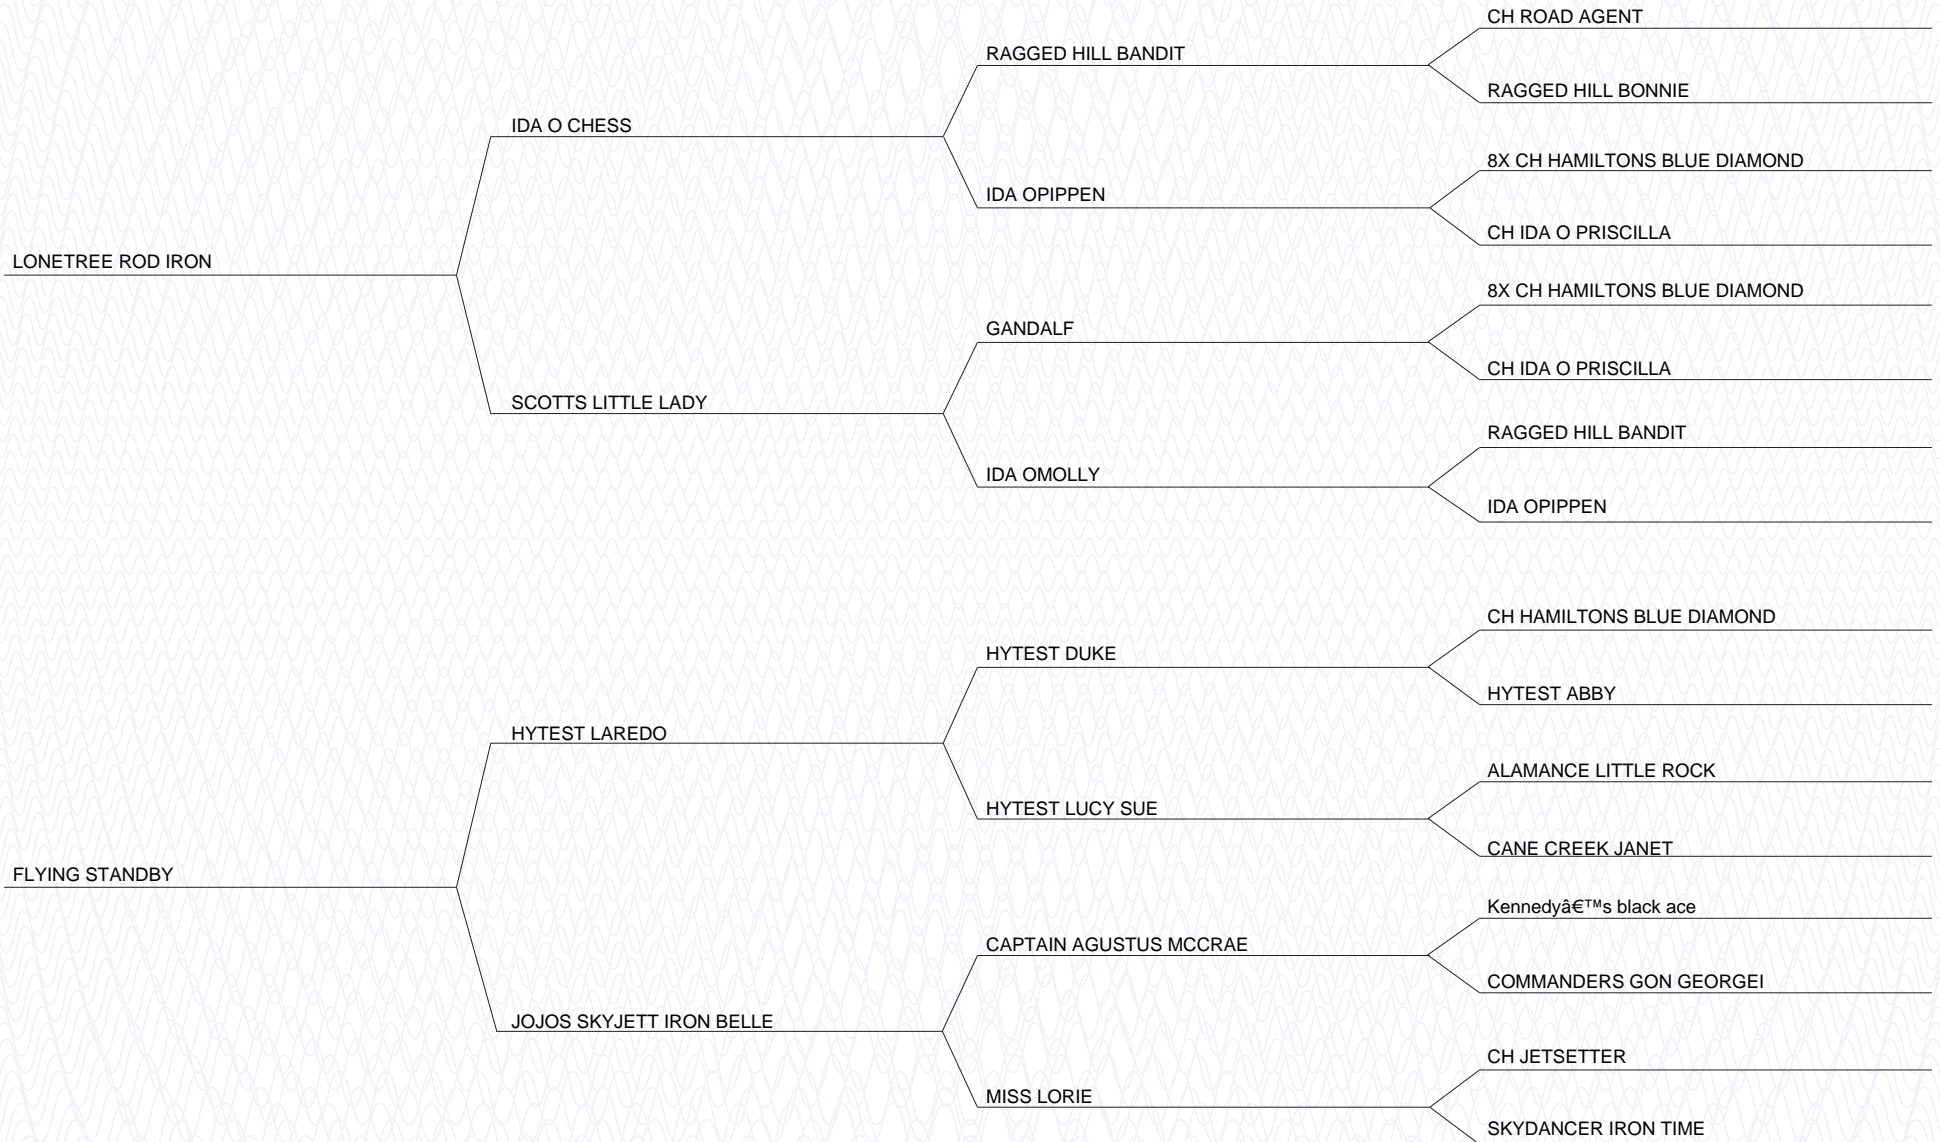 CH ROAD AGENT
RAGGED HILL BANDIT
RAGGED HILL BONNIE
IDA O CHESS
8X CH HAMILTONS BLUE DIAMOND
IDA OPIPPEN
CH IDA O PRISCILLA
LONETREE ROD IRON
8X CH HAMILTONS BLUE DIAMOND
GANDALF
CH IDA O PRISCILLA
SCOTTS LITTLE LADY
RAGGED HILL BANDIT
IDA OMOLLY
IDA OPIPPEN
CH HAMILTONS BLUE DIAMOND
HYTEST DUKE
HYTEST ABBY
HYTEST LAREDO
ALAMANCE LITTLE ROCK
HYTEST LUCY SUE
CANE CREEK JANET
FLYING STANDBY
Kennedyâ€™s black ace
CAPTAIN AGUSTUS MCCRAE
COMMANDERS GON GEORGEI
JOJOS SKYJETT IRON BELLE
CH JETSETTER
MISS LORIE
SKYDANCER IRON TIME